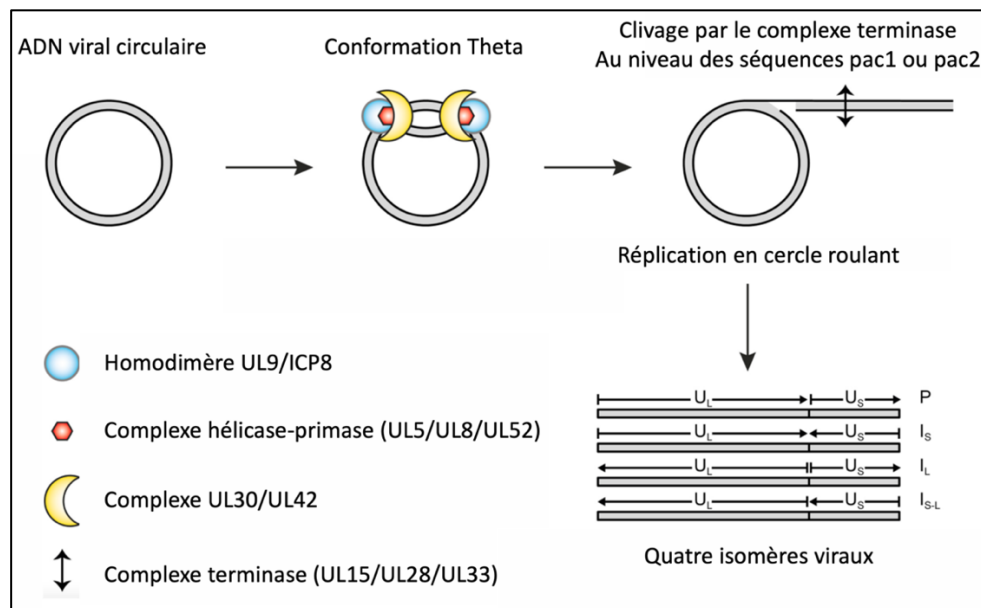 ADN viral circulaire
Conformation Theta
Clivage par le complexe terminase
Au niveau des séquences pac1 ou pac2
Réplication en cercle roulant
Homodimère UL9/ICP8
Complexe hélicase-primase (UL5/UL8/UL52)
Complexe UL30/UL42
Complexe terminase (UL15/UL28/UL33)
UL US P
UL US IS
UL US IL
UL US IS-L
Quatre isomères viraux